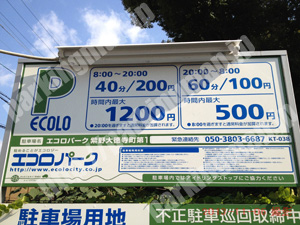 P
ECOLO
8:00～20:00
40分/200円
時間内最大
1200円
20:00～8:00
60分/100円
時間内最大
500円
駐車場名 エコロパーク 紫野大徳寺町第1
緊急連絡先 050-3803-6687 KT-038
エコロパーク
http://www.ecolocity.co.jp
駐車場用地
不正駐車巡回取締中